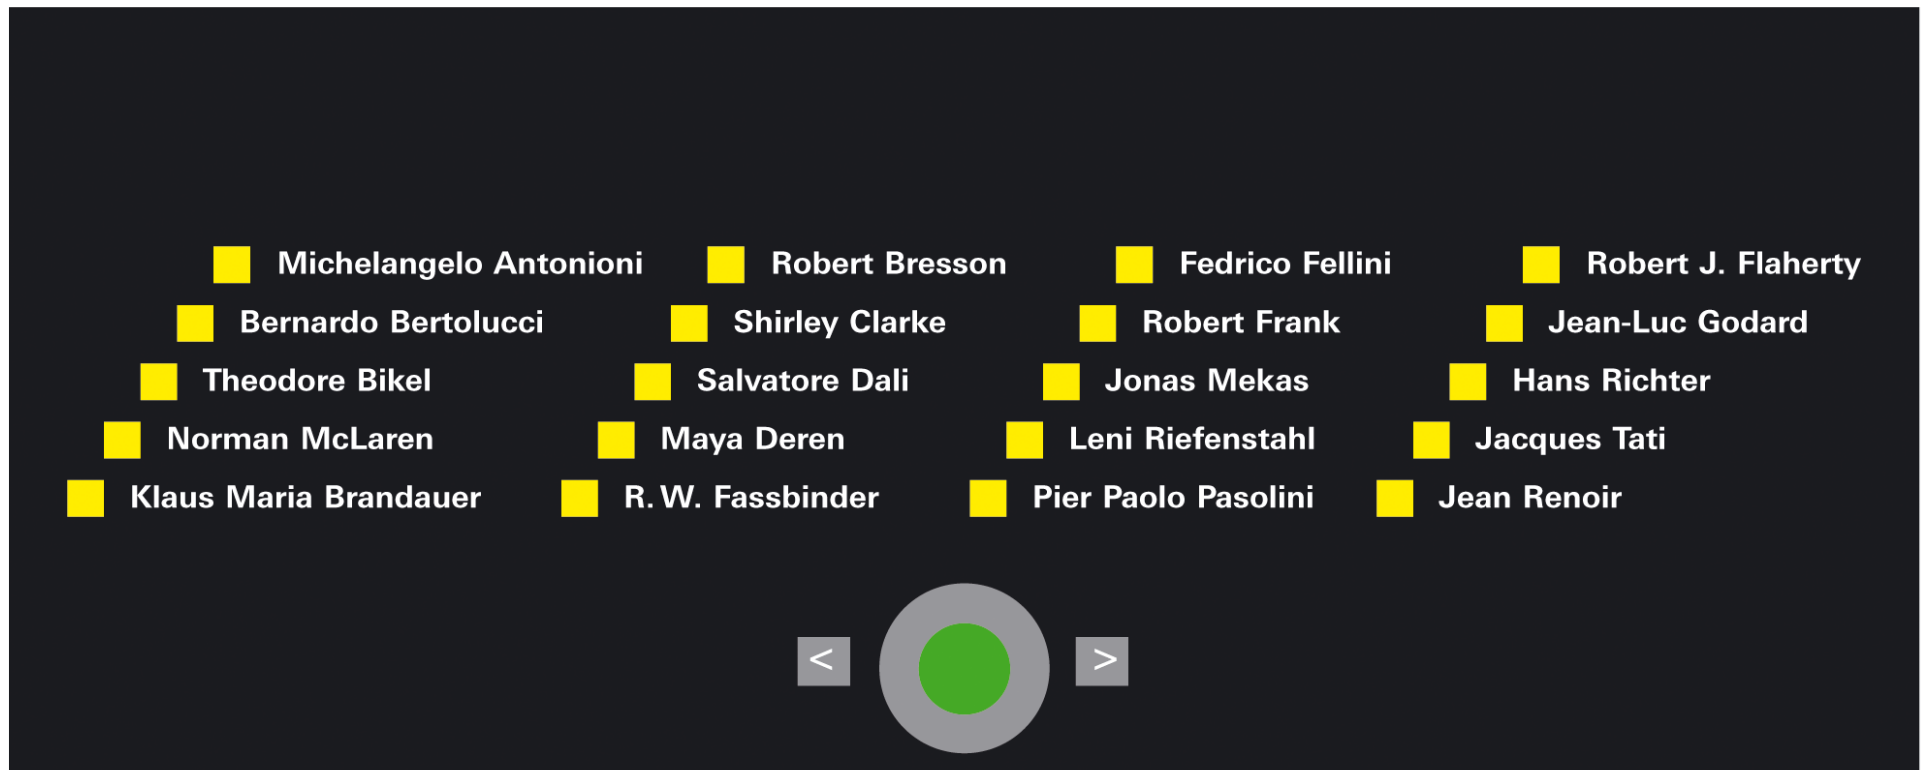 Michelangelo Antonioni Robert Bresson Fedrico Fellini Robert J. Flaherty
Bernardo Bertolucci Shirley Clarke Robert Frank Jean-Luc Godard
Theodore Bikel Salvatore Dali Jonas Mekas Hans Richter
Norman McLaren Maya Deren Leni Riefenstahl Jacques Tati
Klaus Maria Brandauer R. W. Fassbinder Pier Paolo Pasolini Jean Renoir
< >